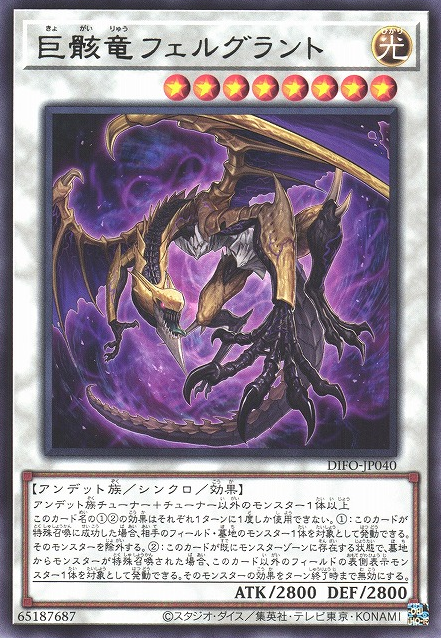 巨骸竜フェルグラント
光
DIFO-JP040
【アンデット族／シンクロ／効果】
アンデット族チューナー＋チューナー以外のモンスター1体以上
このカード名の①②の効果はそれぞれ1ターンに1度しか使用できない。①：このカードが
特殊召喚に成功した場合、相手のフィールド・墓地のモンスター1体を対象として発動できる。
そのモンスターを除外する。②：このカードが既にモンスターゾーンに存在する状態で、墓地
からモンスターが特殊召喚された場合、このカード以外のフィールドの表側表示モン
スター1体を対象として発動できる。そのモンスターの効果をターン終了時まで無効にする。
ATK/2800 DEF/2800
65187687
©スタジオ・ダイス／集英社・テレビ東京・KONAMI